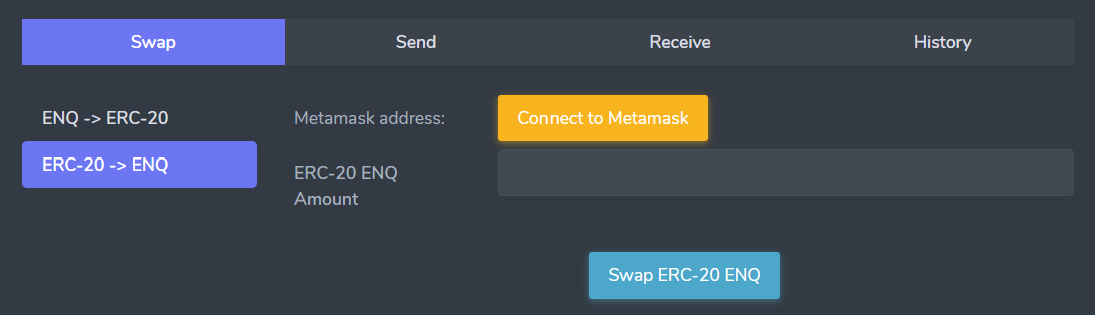 Swap
Send
Receive
History
ENQ -> ERC-20
Metamask address:
Connect to Metamask
ERC-20 -> ENQ
ERC-20 ENQ
Amount
Swap ERC-20 ENQ